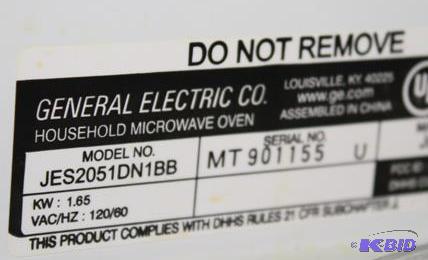 DO NOT REMOVE
GENERAL ELECTRIC CO.
HOUSEHOLD MICROWAVE OVEN
LOUISVILLE, KY. 40225
www.ge.com
ASSEMBLED IN CHINA
MODEL NO.
JES2051DN1BB
SERIAL NO.
MT 901155 U
KW : 1.65
VAC/HZ : 120/60
THIS PRODUCT COMPLIES WITH DHHS RULES 21 CFR SUBCHAPTER J.
K-BID